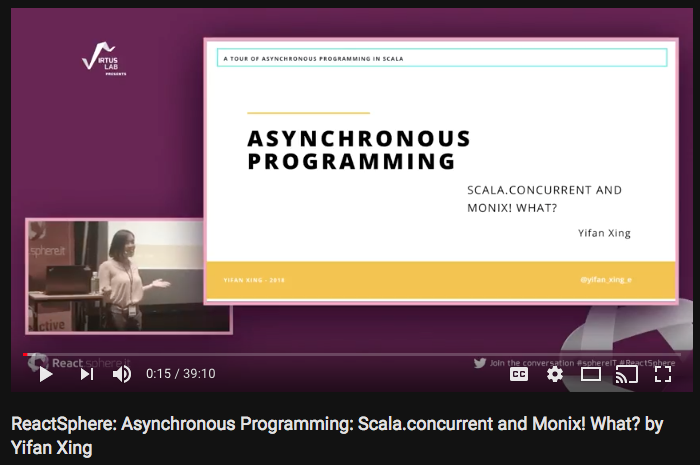 VIRTUS
LAB
PRESENTS
A TOUR OF ASYNCHRONOUS PROGRAMMING IN SCALA
ASYNCHRONOUS
PROGRAMMING
SCALA.CONCURRENT AND
MONIX! WHAT?
Yifan Xing
YIFAN XING - 2018
@yifan_xing_e
sphere.it
active
React sphere.it
Join the conversation #sphereIT #ReactSphere
0:15 / 39:10
CC
ReactSphere: Asynchronous Programming: Scala.concurrent and Monix! What? by
Yifan Xing